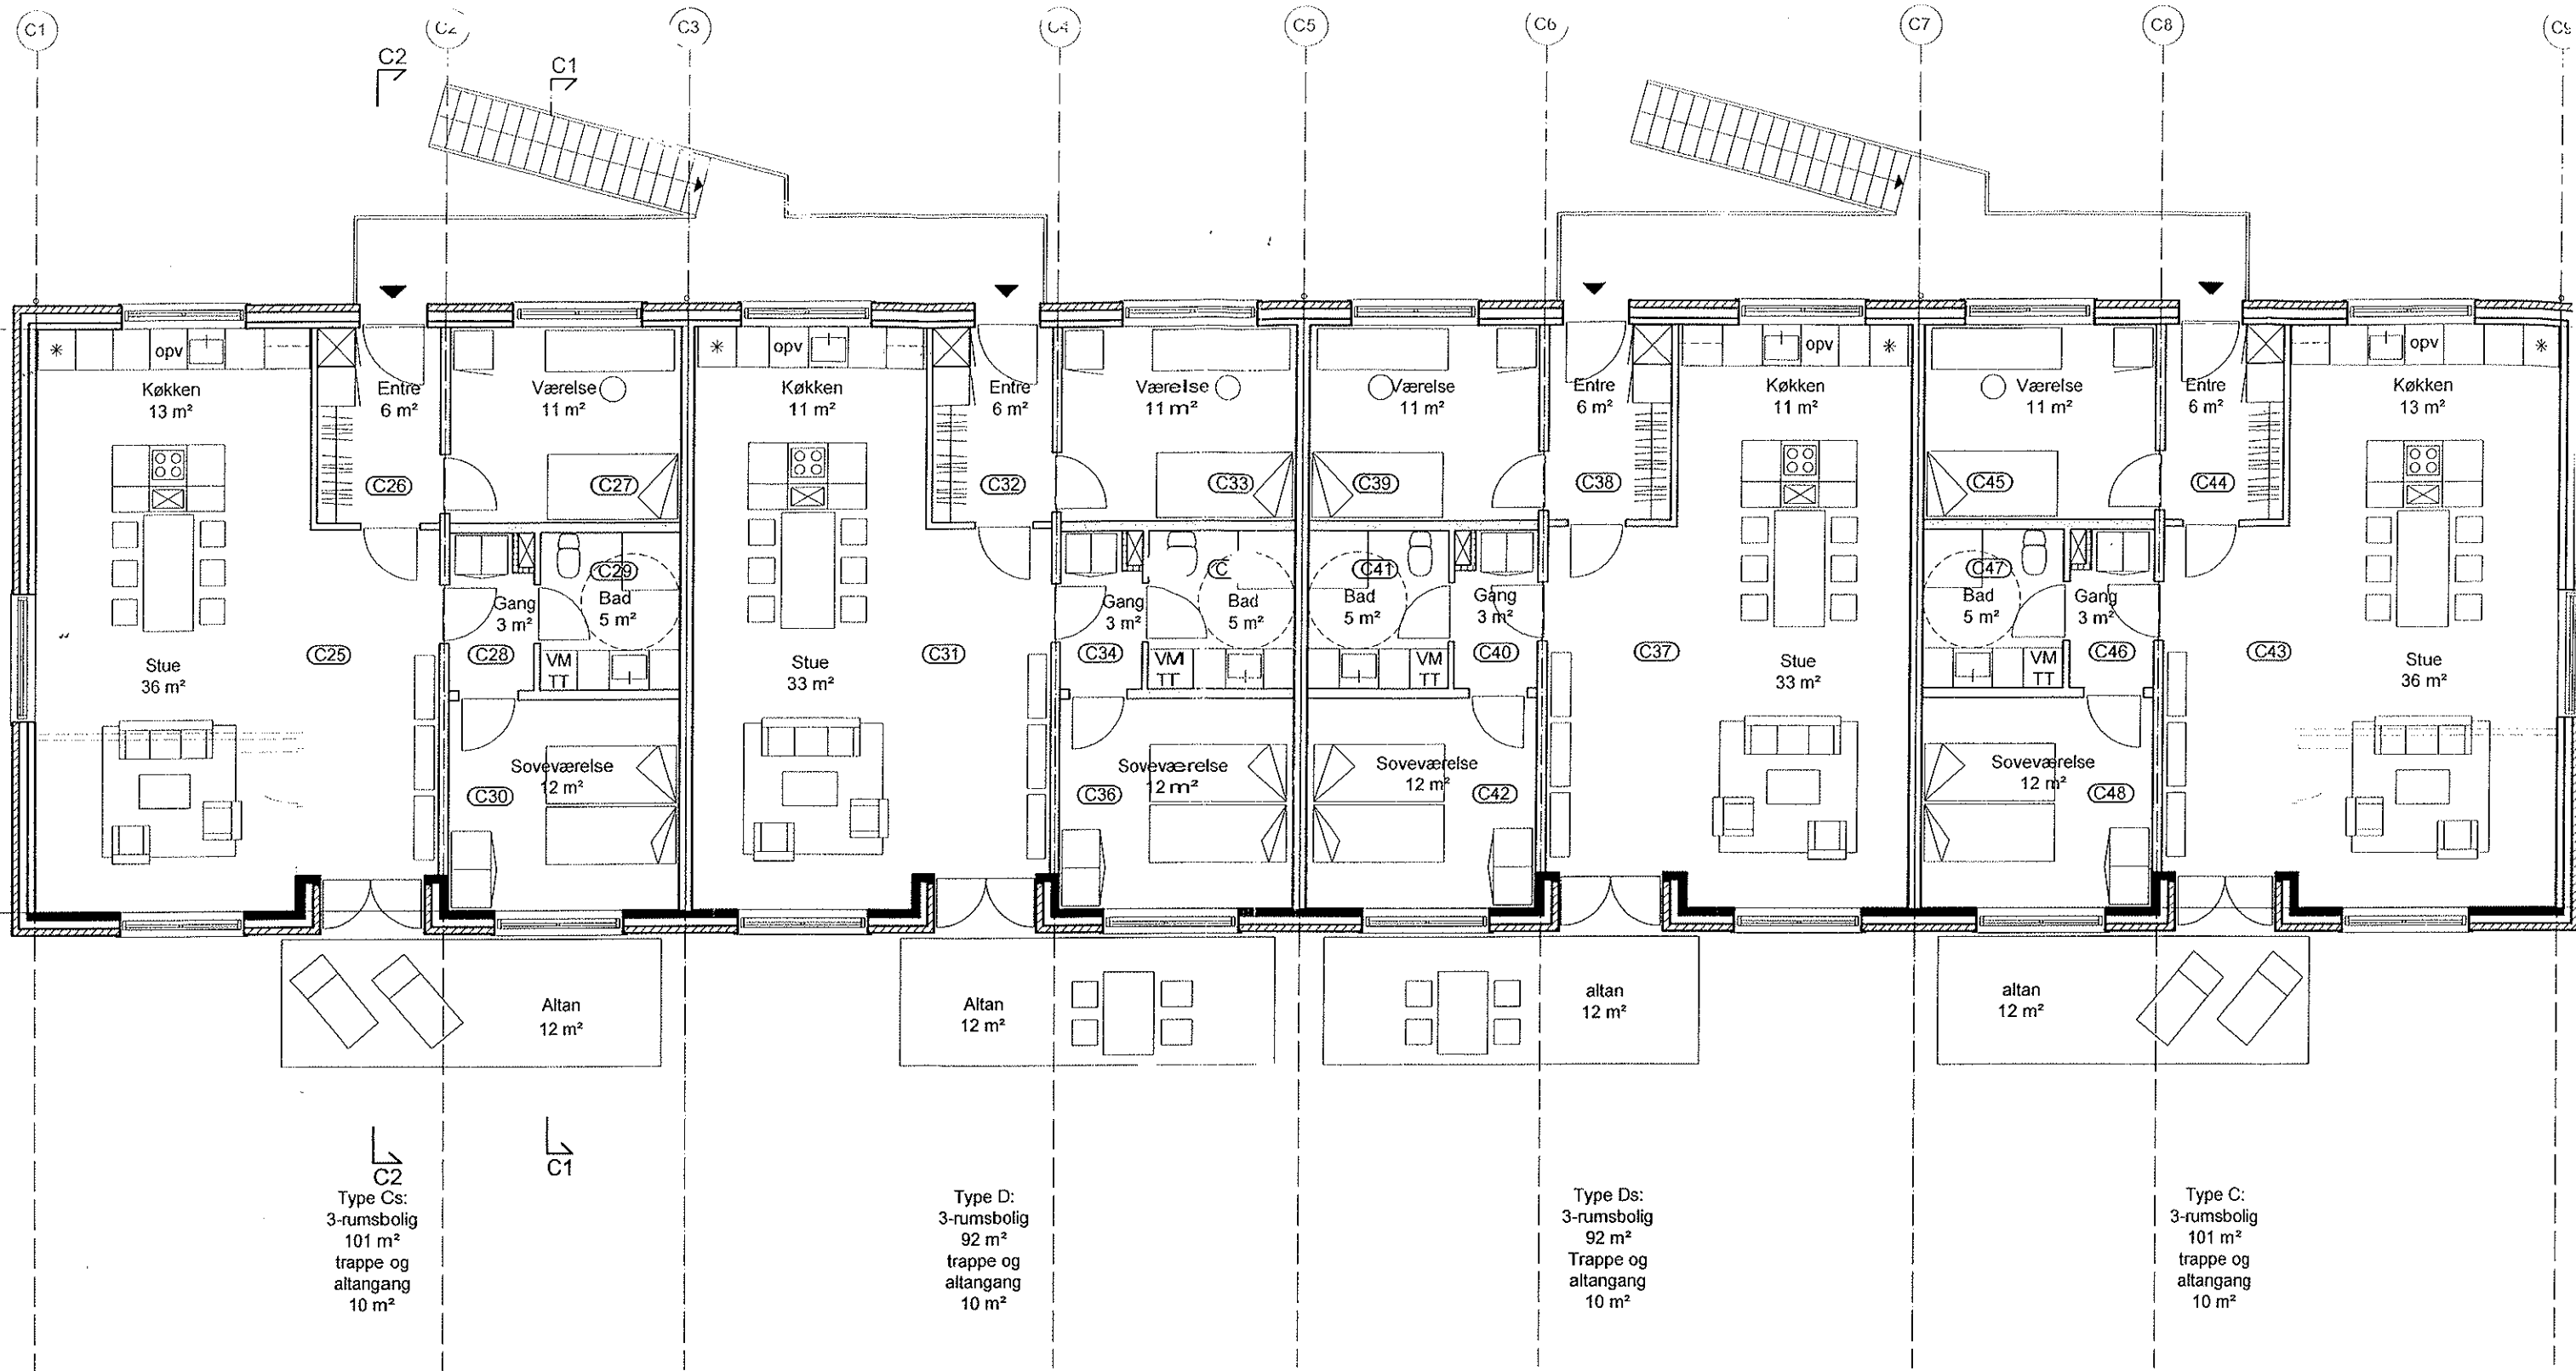 C1
C3
C4
C5
C6
C7
C8
C2
C1
opv
opv
opv
opv
Køkken
13 m²
Entre
6 m²
Værelse
11 m²
Køkken
11 m²
Entre
6 m²
Værelse
11 m²
Værelse
11 m²
Entre
6 m²
Køkken
11 m²
Værelse
11 m²
Entre
6 m²
Køkken
13 m²
C26
C27
C32
C33
C39
C38
C45
C44
C29
C41
C47
Gang
3 m²
Bad
5 m²
Gang
3 m²
Bad
5 m²
Bad
5 m²
Gang
3 m²
Bad
5 m²
Gang
3 m²
C25
C28
C31
C34
C40
C37
C46
C43
VM
TT
VM
TT
VM
TT
VM
TT
Stue
36 m²
Stue
33 m²
Stue
33 m²
Stue
36 m²
Soveværelse
12 m²
Soveværelse
12 m²
Soveværelse
12 m²
Soveværelse
12 m²
C30
C36
C42
C48
Altan
12 m²
Altan
12 m²
altan
12 m²
altan
12 m²
C2
C1
Type Cs:
3-rumsbolig
101 m²
trappe og
altangang
10 m²
Type D:
3-rumsbolig
92 m²
trappe og
altangang
10 m²
Type Ds:
3-rumsbolig
92 m²
Trappe og
altangang
10 m²
Type C:
3-rumsbolig
101 m²
trappe og
altangang
10 m²